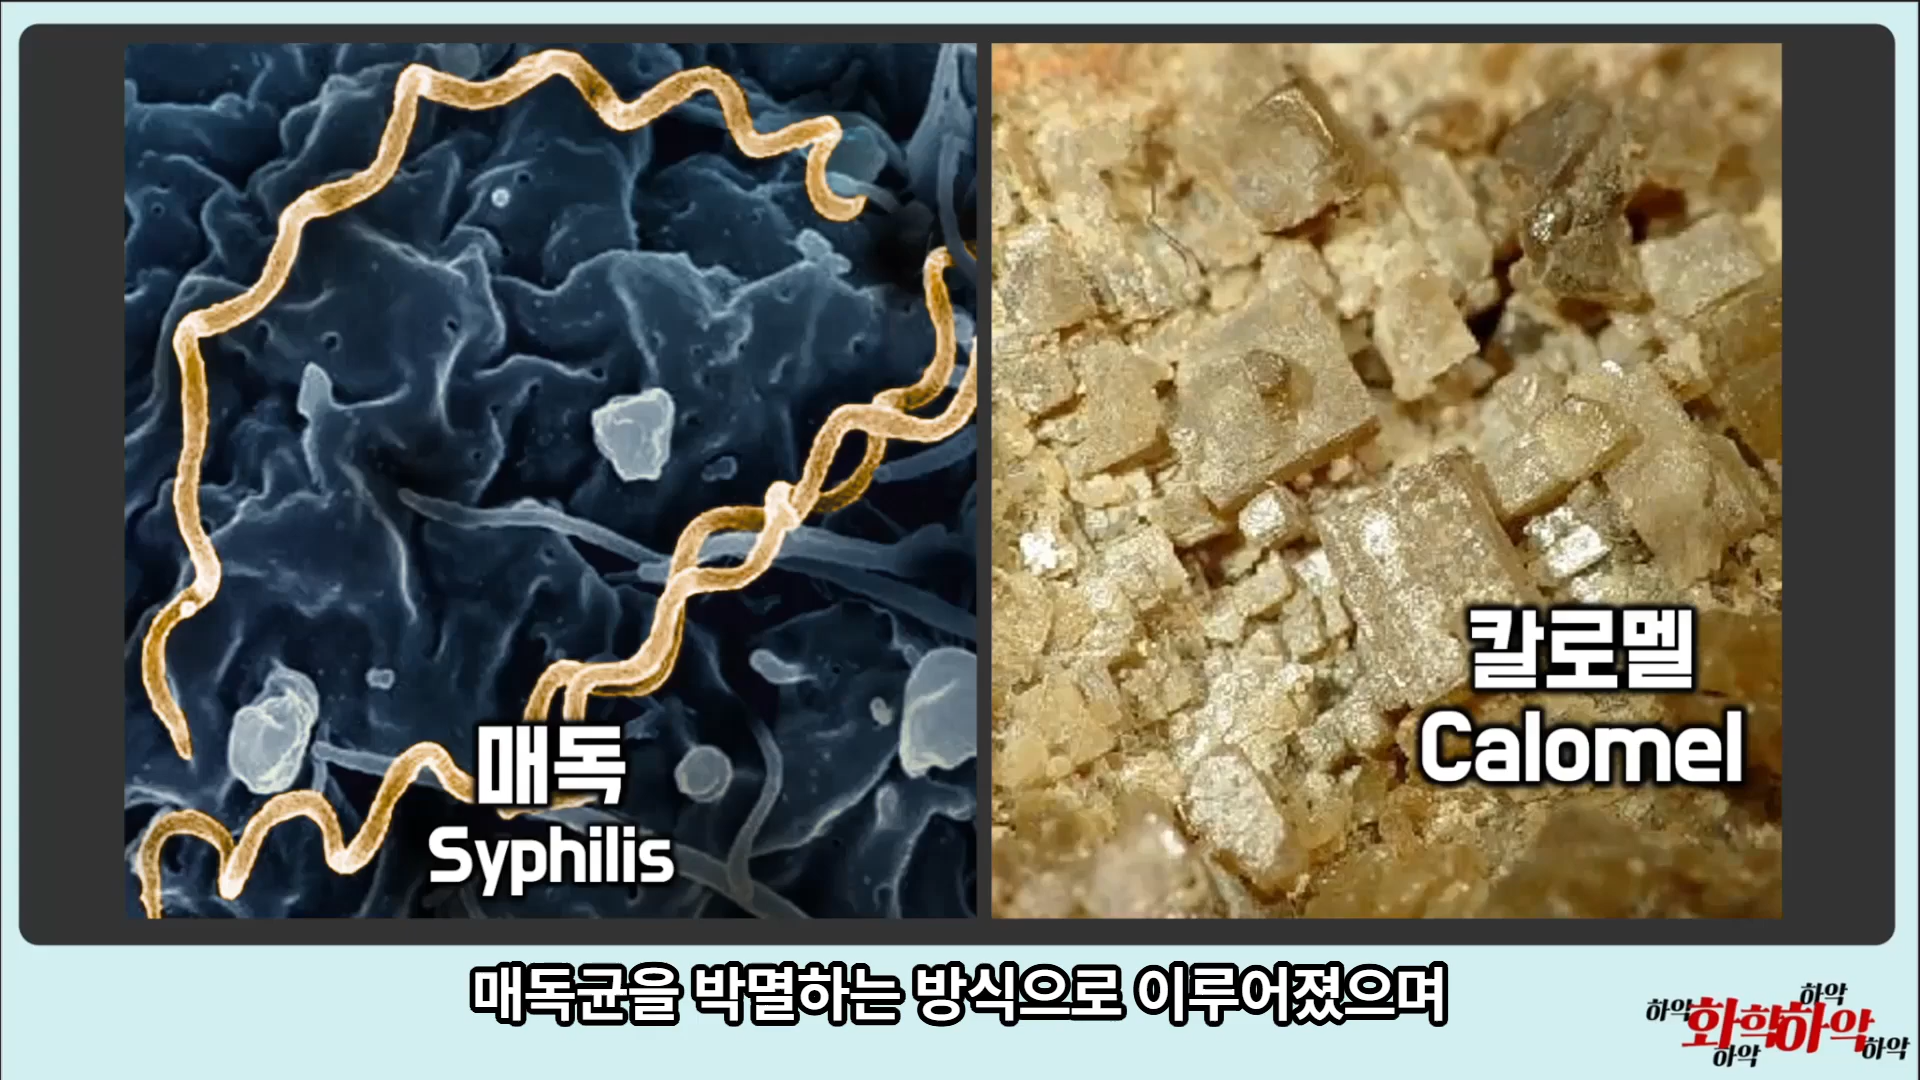 매독
Syphilis
칼로멜
Calomel
매독균을 박멸하는 방식으로 이루어졌으며
하약
하약
화학하약
하약
하약